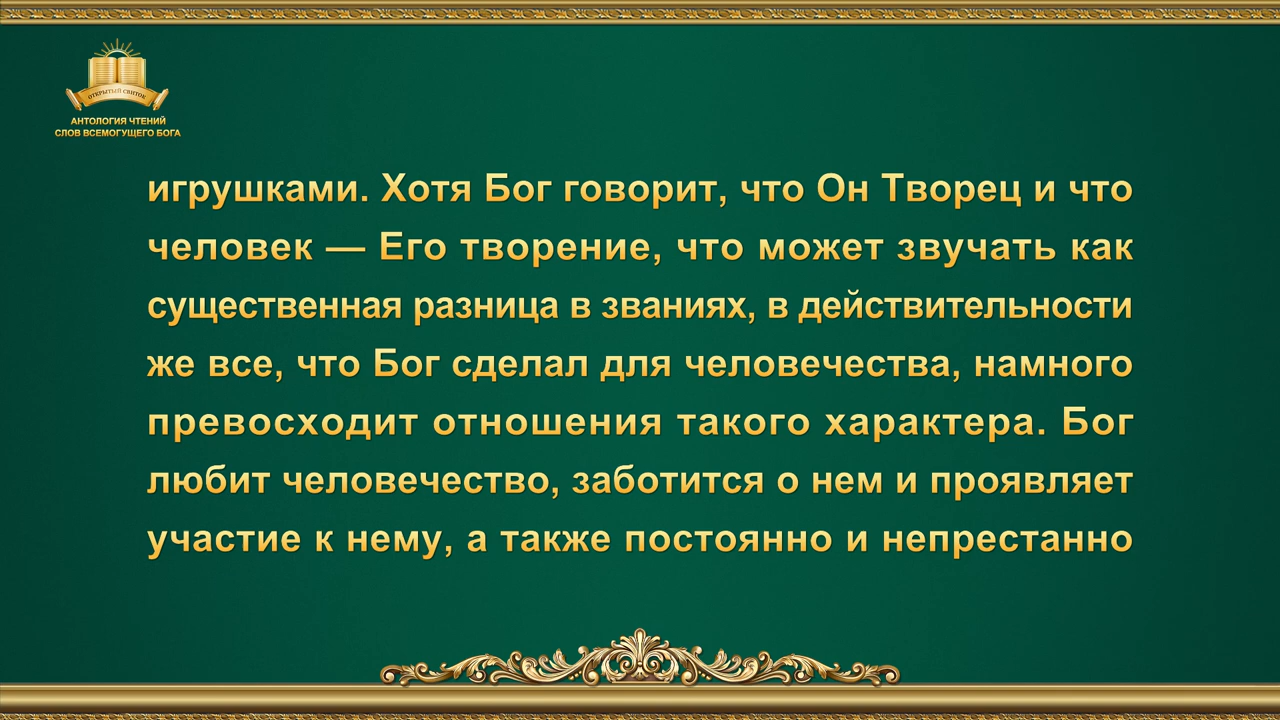 ОТКРЫТЫЙ СВИТОК
АНТОЛОГИЯ ЧТЕНИЙ
СЛОВ ВСЕМОГУЩЕГО БОГА
игрушками. Хотя Бог говорит, что Он Творец и что
человек — Его творение, что может звучать как
существенная разница в званиях, в действительности
же все, что Бог сделал для человечества, намного
превосходит отношения такого характера. Бог
любит человечество, заботится о нем и проявляет
участие к нему, а также постоянно и непрестанно